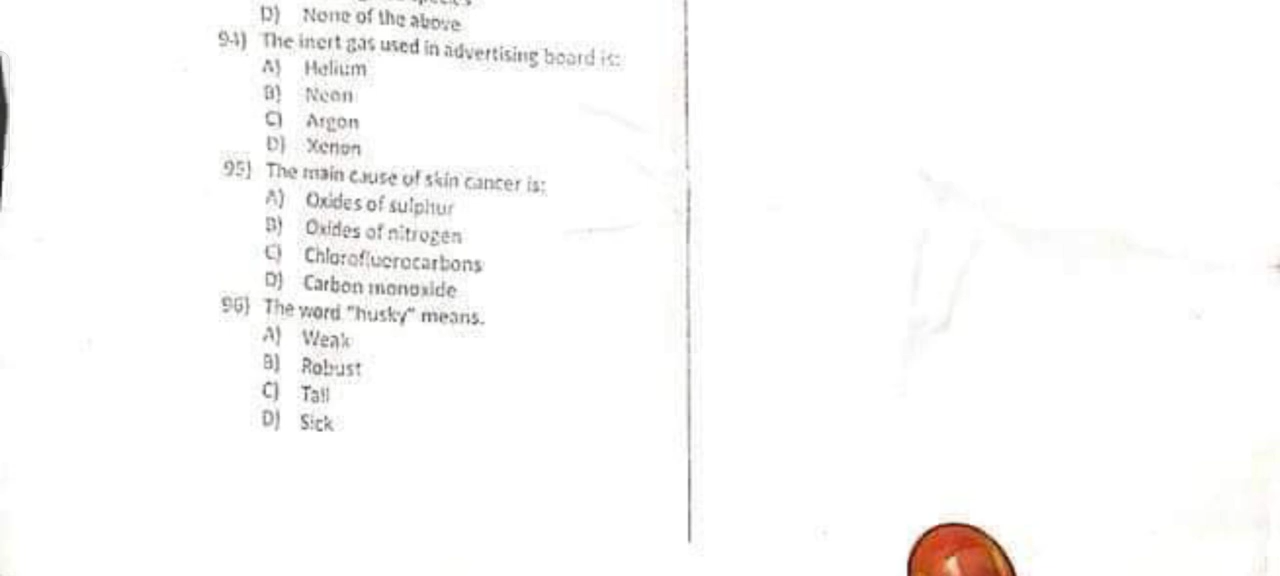 D) None of the above
94) The inert gas used in advertising board is:
A) Helium
B) Neon
C) Argon
D) Xenon
95) The main cause of skin cancer is:
A) Oxides of sulphur
B) Oxides of nitrogen
C) Chlorofluorocarbons
D) Carbon monoxide
96) The word "husky" means.
A) Weak
B) Robust
C) Tall
D) Sick